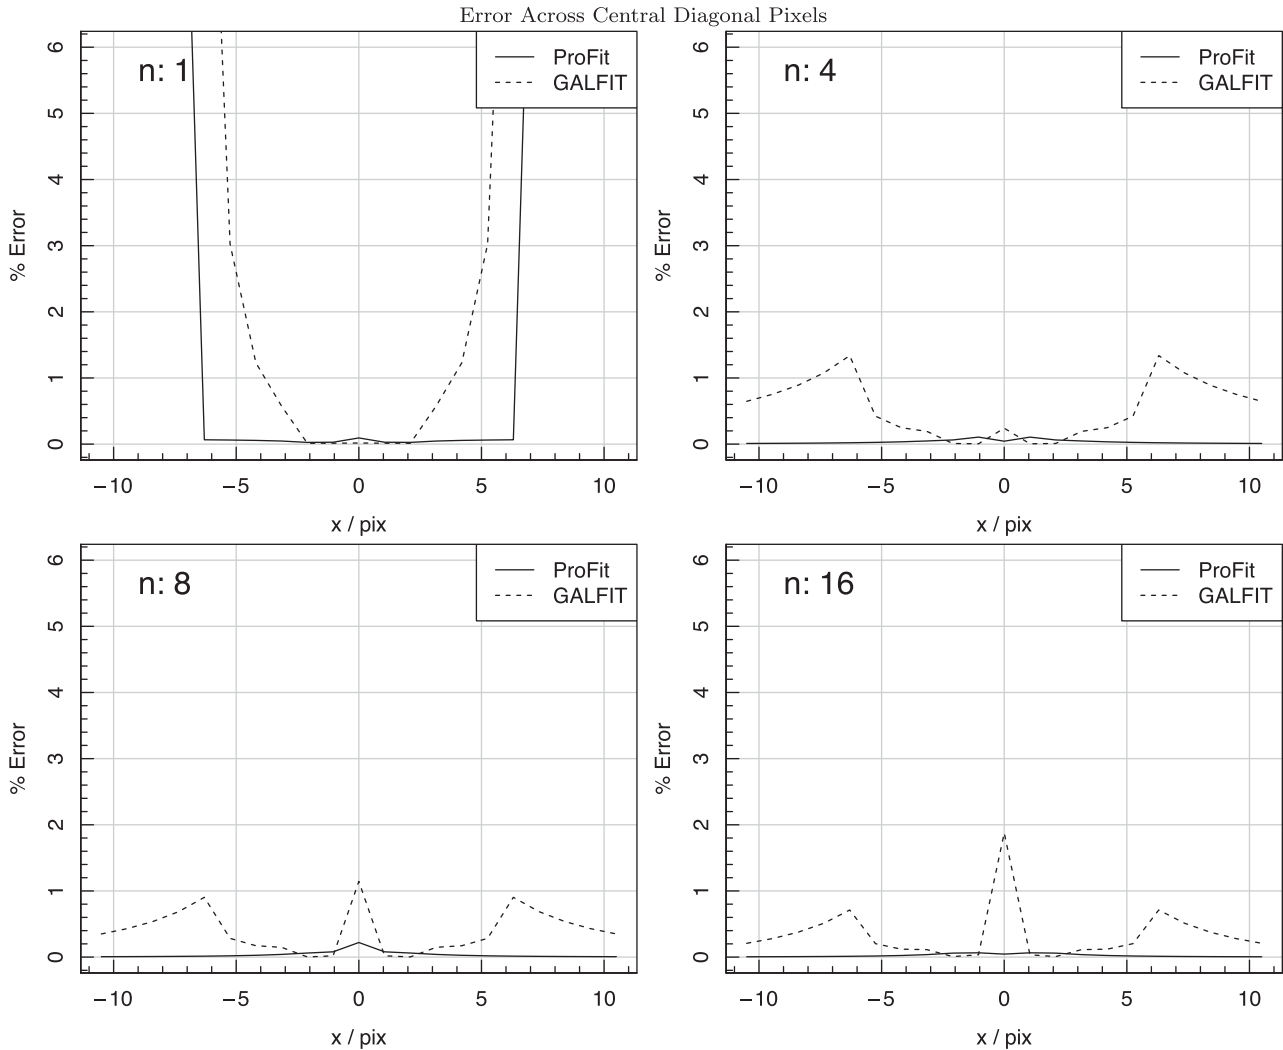 Error Across Central Diagonal Pixels
n: 1
ProFit
GALFIT
% Error
0 1 2 3 4 5 6
−10 −5 0 5 10
x / pix
n: 4
ProFit
GALFIT
% Error
0 1 2 3 4 5 6
−10 −5 0 5 10
x / pix
n: 8
ProFit
GALFIT
% Error
0 1 2 3 4 5 6
−10 −5 0 5 10
x / pix
n: 16
ProFit
GALFIT
% Error
0 1 2 3 4 5 6
−10 −5 0 5 10
x / pix